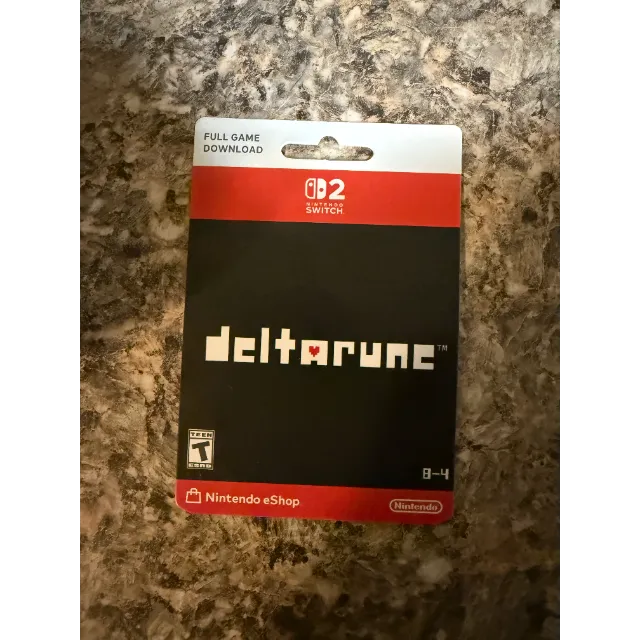 FULL GAME
DOWNLOAD
2
NINTENDO
SWITCH
deltarune™
TEEN
T
ESRB
8-4
Nintendo eShop
Nintendo